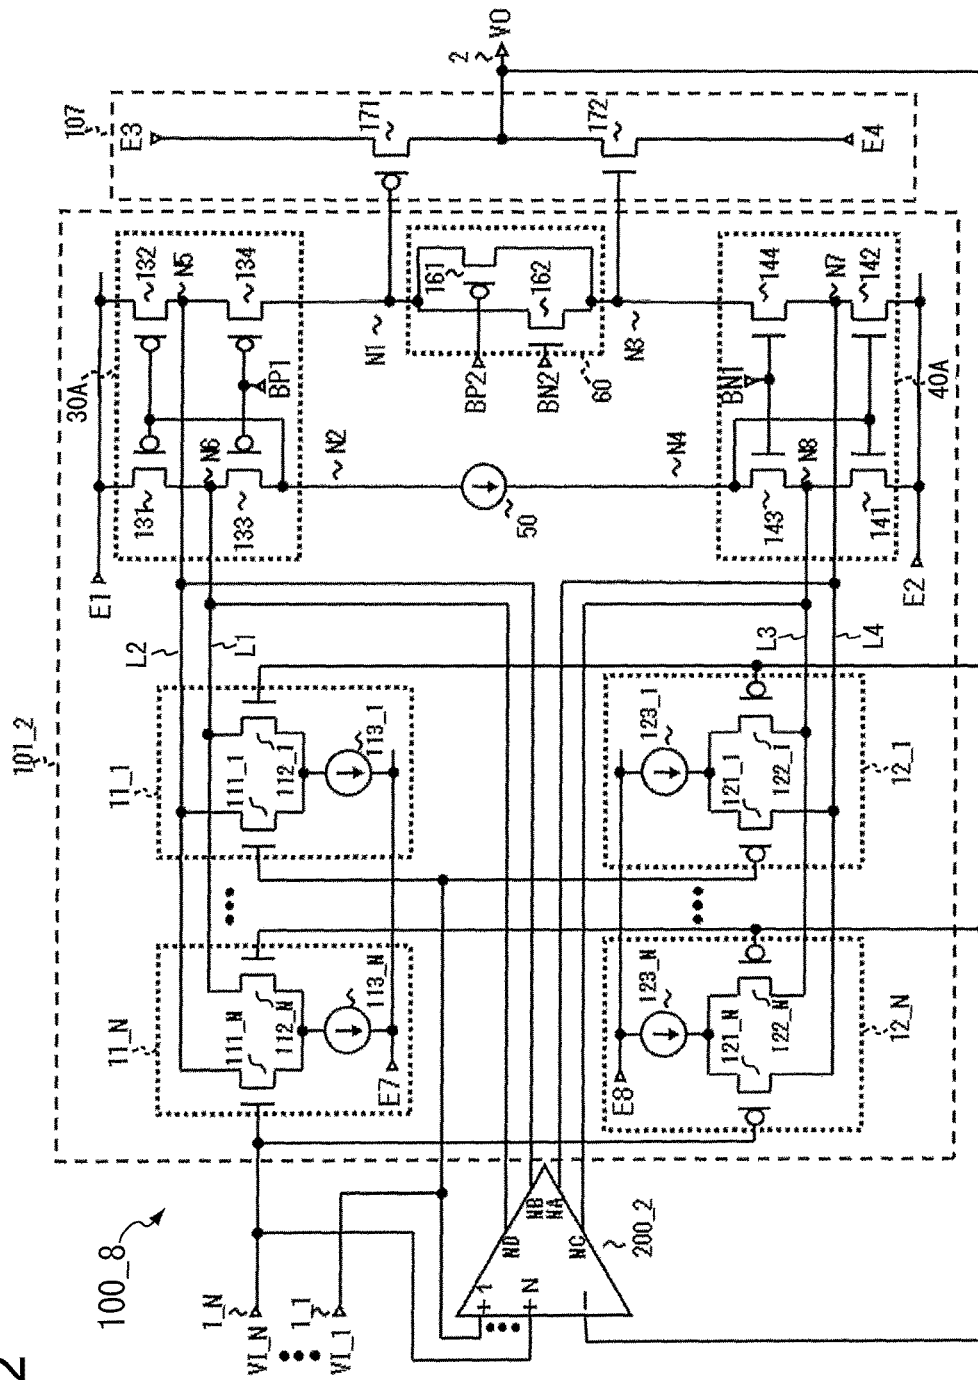 2
100_8
101_2
107
E3
171
172
E4
2
VO
30A
132
N5
134
131
N6
133
BP1
E1
N1
N2
161
162
BP2
BN2
60
N3
N4
50
BN1
144
N7
142
143
N8
141
40A
E2
L2
L1
L3
L4
11_1
111_1
112_1
113_1
123_1
121_1
122_1
12_1
11_N
111_N
112_N
113_N
E7
E8
123_N
121_N
122_N
12_N
1_N
VI_N
1_1
VI_1
+ 1
+ N
−
ND
NB
NA
NC
200_2